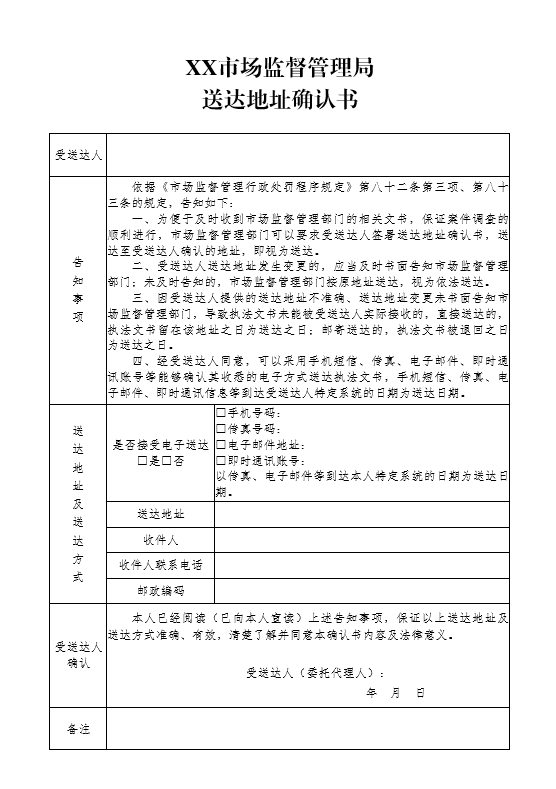 XX市场监督管理局
送达地址确认书
受送达人
告知事项
依据《市场监督管理行政处罚程序规定》第八十二条第三项、第八十
三条的规定，告知如下：
一、为便于及时收到市场监督管理部门的相关文书，保证案件调查的
顺利进行，市场监督管理部门可以要求受送达人签署送达地址确认书，送
达至受送达人确认的地址，即视为送达。
二、受送达人送达地址发生变更的，应当及时书面告知市场监督管理
部门；未及时告知的，市场监督管理部门按原地址送达，视为依法送达。
三、因受送达人提供的送达地址不准确、送达地址变更未书面告知市
场监督管理部门，导致执法文书未能被受送达人实际接收的，直接送达的，
执法文书留在该地址之日为送达之日；邮寄送达的，执法文书被退回之日
为送达之日。
四、经受送达人同意，可以采用手机短信、传真、电子邮件、即时通
讯账号等能够确认其收悉的电子方式送达执法文书，手机短信、传真、电
子邮件、即时通讯信息等到达受送达人特定系统的日期为送达日期。
送达地址及送达方式
是否接受电子送达
□是□否
□手机号码：
□传真号码：
□电子邮件地址：
□即时通讯账号：
以传真、电子邮件等到达本人特定系统的日期为送达日
期。
送达地址
收件人
收件人联系电话
邮政编码
受送达人
确认
本人已经阅读（已向本人宣读）上述告知事项，保证以上送达地址及
送达方式准确、有效，清楚了解并同意本确认书内容及法律意义。
受送达人（委托代理人）：
年 月 日
备注